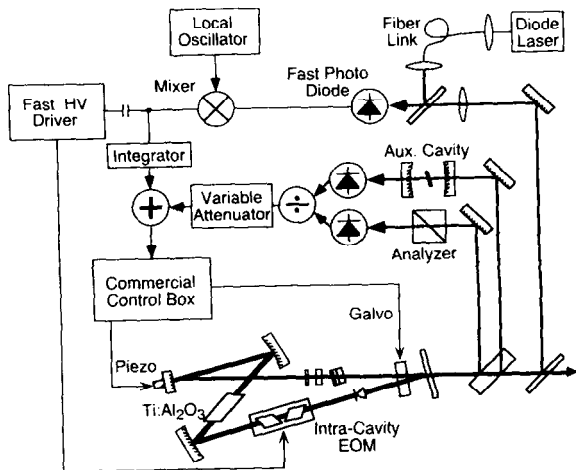 Local
Oscillator
Fiber
Link
Diode
Laser
Mixer
Fast Photo
Diode
Fast HV
Driver
Integrator
Aux. Cavity
Variable
Attenuator
Analyzer
Commercial
Control Box
Galvo
Piezo
Ti:Al₂O₃
Intra-Cavity
EOM